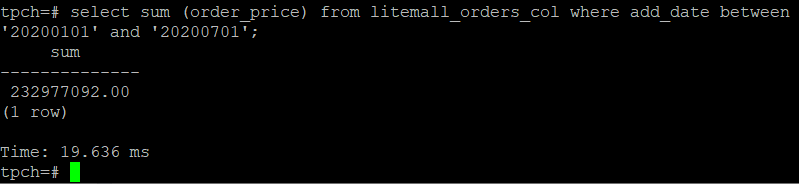 tpch=# select sum (order_price) from litemall_orders_col where add_date between
'20200101' and '20200701';
     sum
--------------
 232977092.00
(1 row)

Time: 19.636 ms
tpch=#